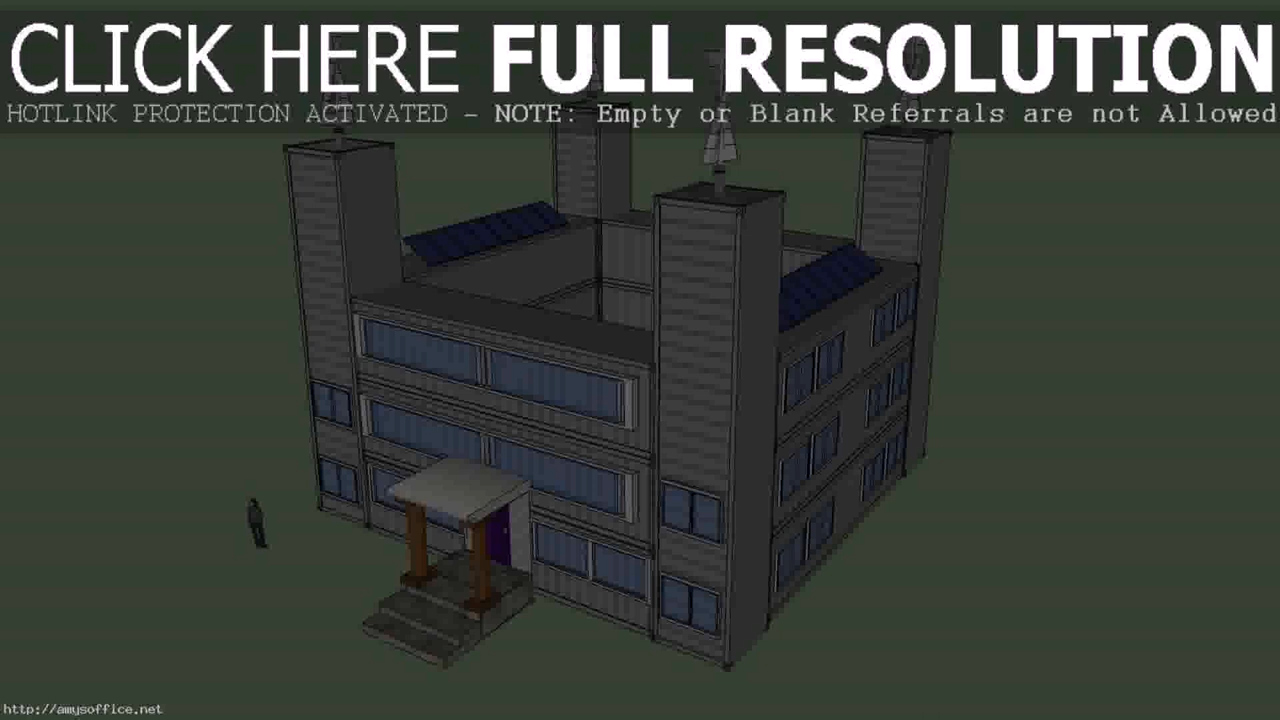 CLICK HERE FULL RESOLUTION
HOTLINK PROTECTION ACTIVATED - NOTE: Empty or Blank Referrals are not Allowed
http://amysoffice.net